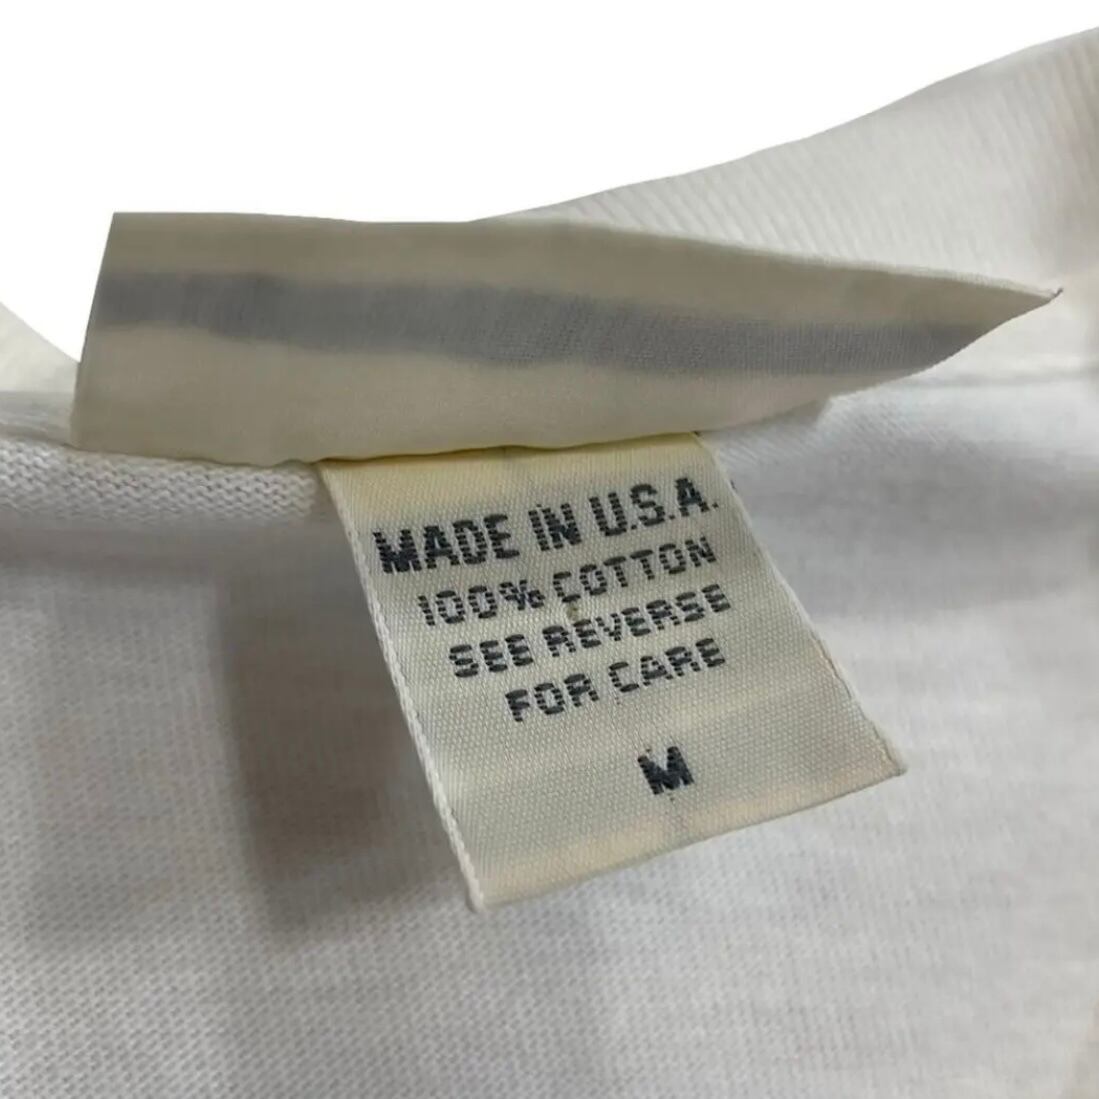 MADE IN U.S.A.
100% COTTON
SEE REVERSE
FOR CARE
M